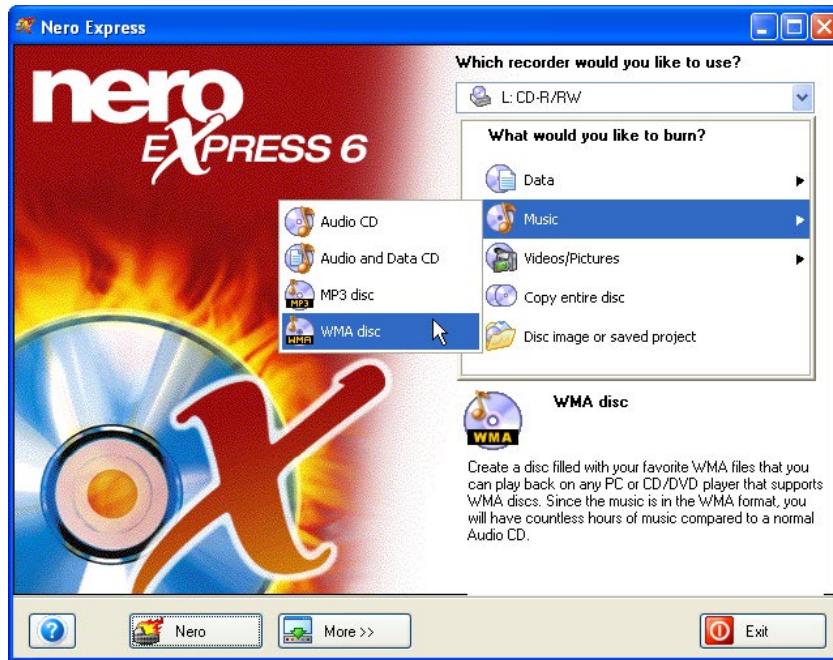 Nero Express
nero
EXPRESS 6
Which recorder would you like to use?
L: CD-R/RW
What would you like to burn?
Data
Music
Videos/Pictures
Copy entire disc
Disc image or saved project
Audio CD
Audio and Data CD
MP3
MP3 disc
WMA
WMA disc
WMA
WMA disc
Create a disc filled with your favorite WMA files that you
can play back on any PC or CD/DVD player that supports
WMA discs. Since the music is in the WMA format, you
will have countless hours of music compared to a normal
Audio CD.
X
?
Nero
More >>
Exit